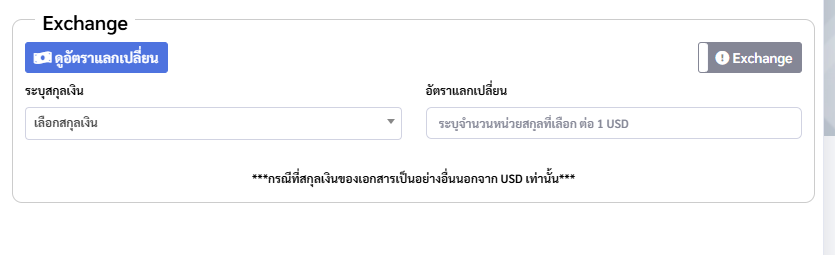 Exchange
ดูอัตราแลกเปลี่ยน
Exchange
ระบุสกุลเงิน
อัตราแลกเปลี่ยน
เลือกสกุลเงิน
ระบุจำนวนหน่วยสกุลที่เลือก ต่อ 1 USD
***กรณีที่สกุลเงินของเอกสารเป็นอย่างอื่นนอกจาก USD เท่านั้น***